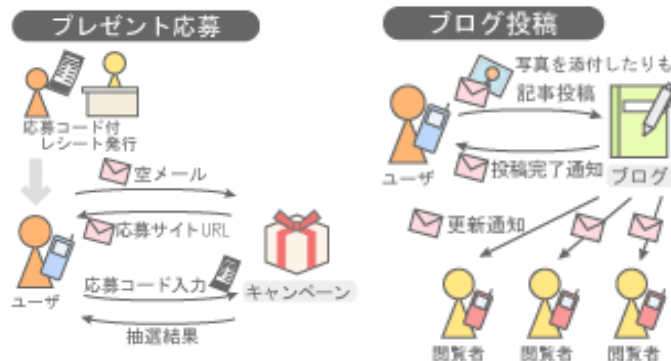 プレゼント応募
応募コード付
レシート発行
空メール
応募サイトURL
ユーザ
応募コード入力
キャンペーン
抽選結果
ブログ投稿
写真を添付したりも
記事投稿
ユーザ
投稿完了通知
ブログ
更新通知
閲覧者
閲覧者
閲覧者